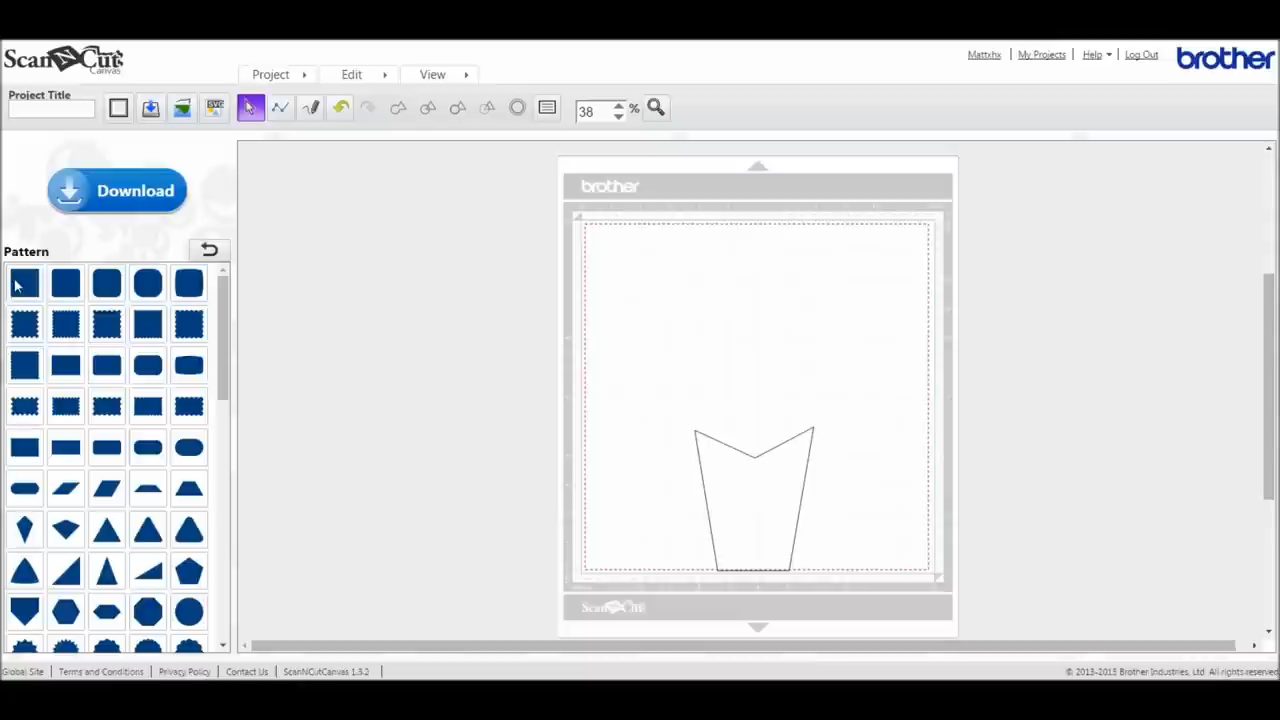 ScanNCut
Canvas
Mattxhx My Projects Help Log Out
brother
Project Edit View
Project Title
SVG
38 %
Download
Pattern
brother
ScanNCut
Global Site Terms and Conditions Privacy Policy Contact Us ScanNCutCanvas 1.3.2
© 2013-2015 Brother Industries, Ltd. All rights reserved